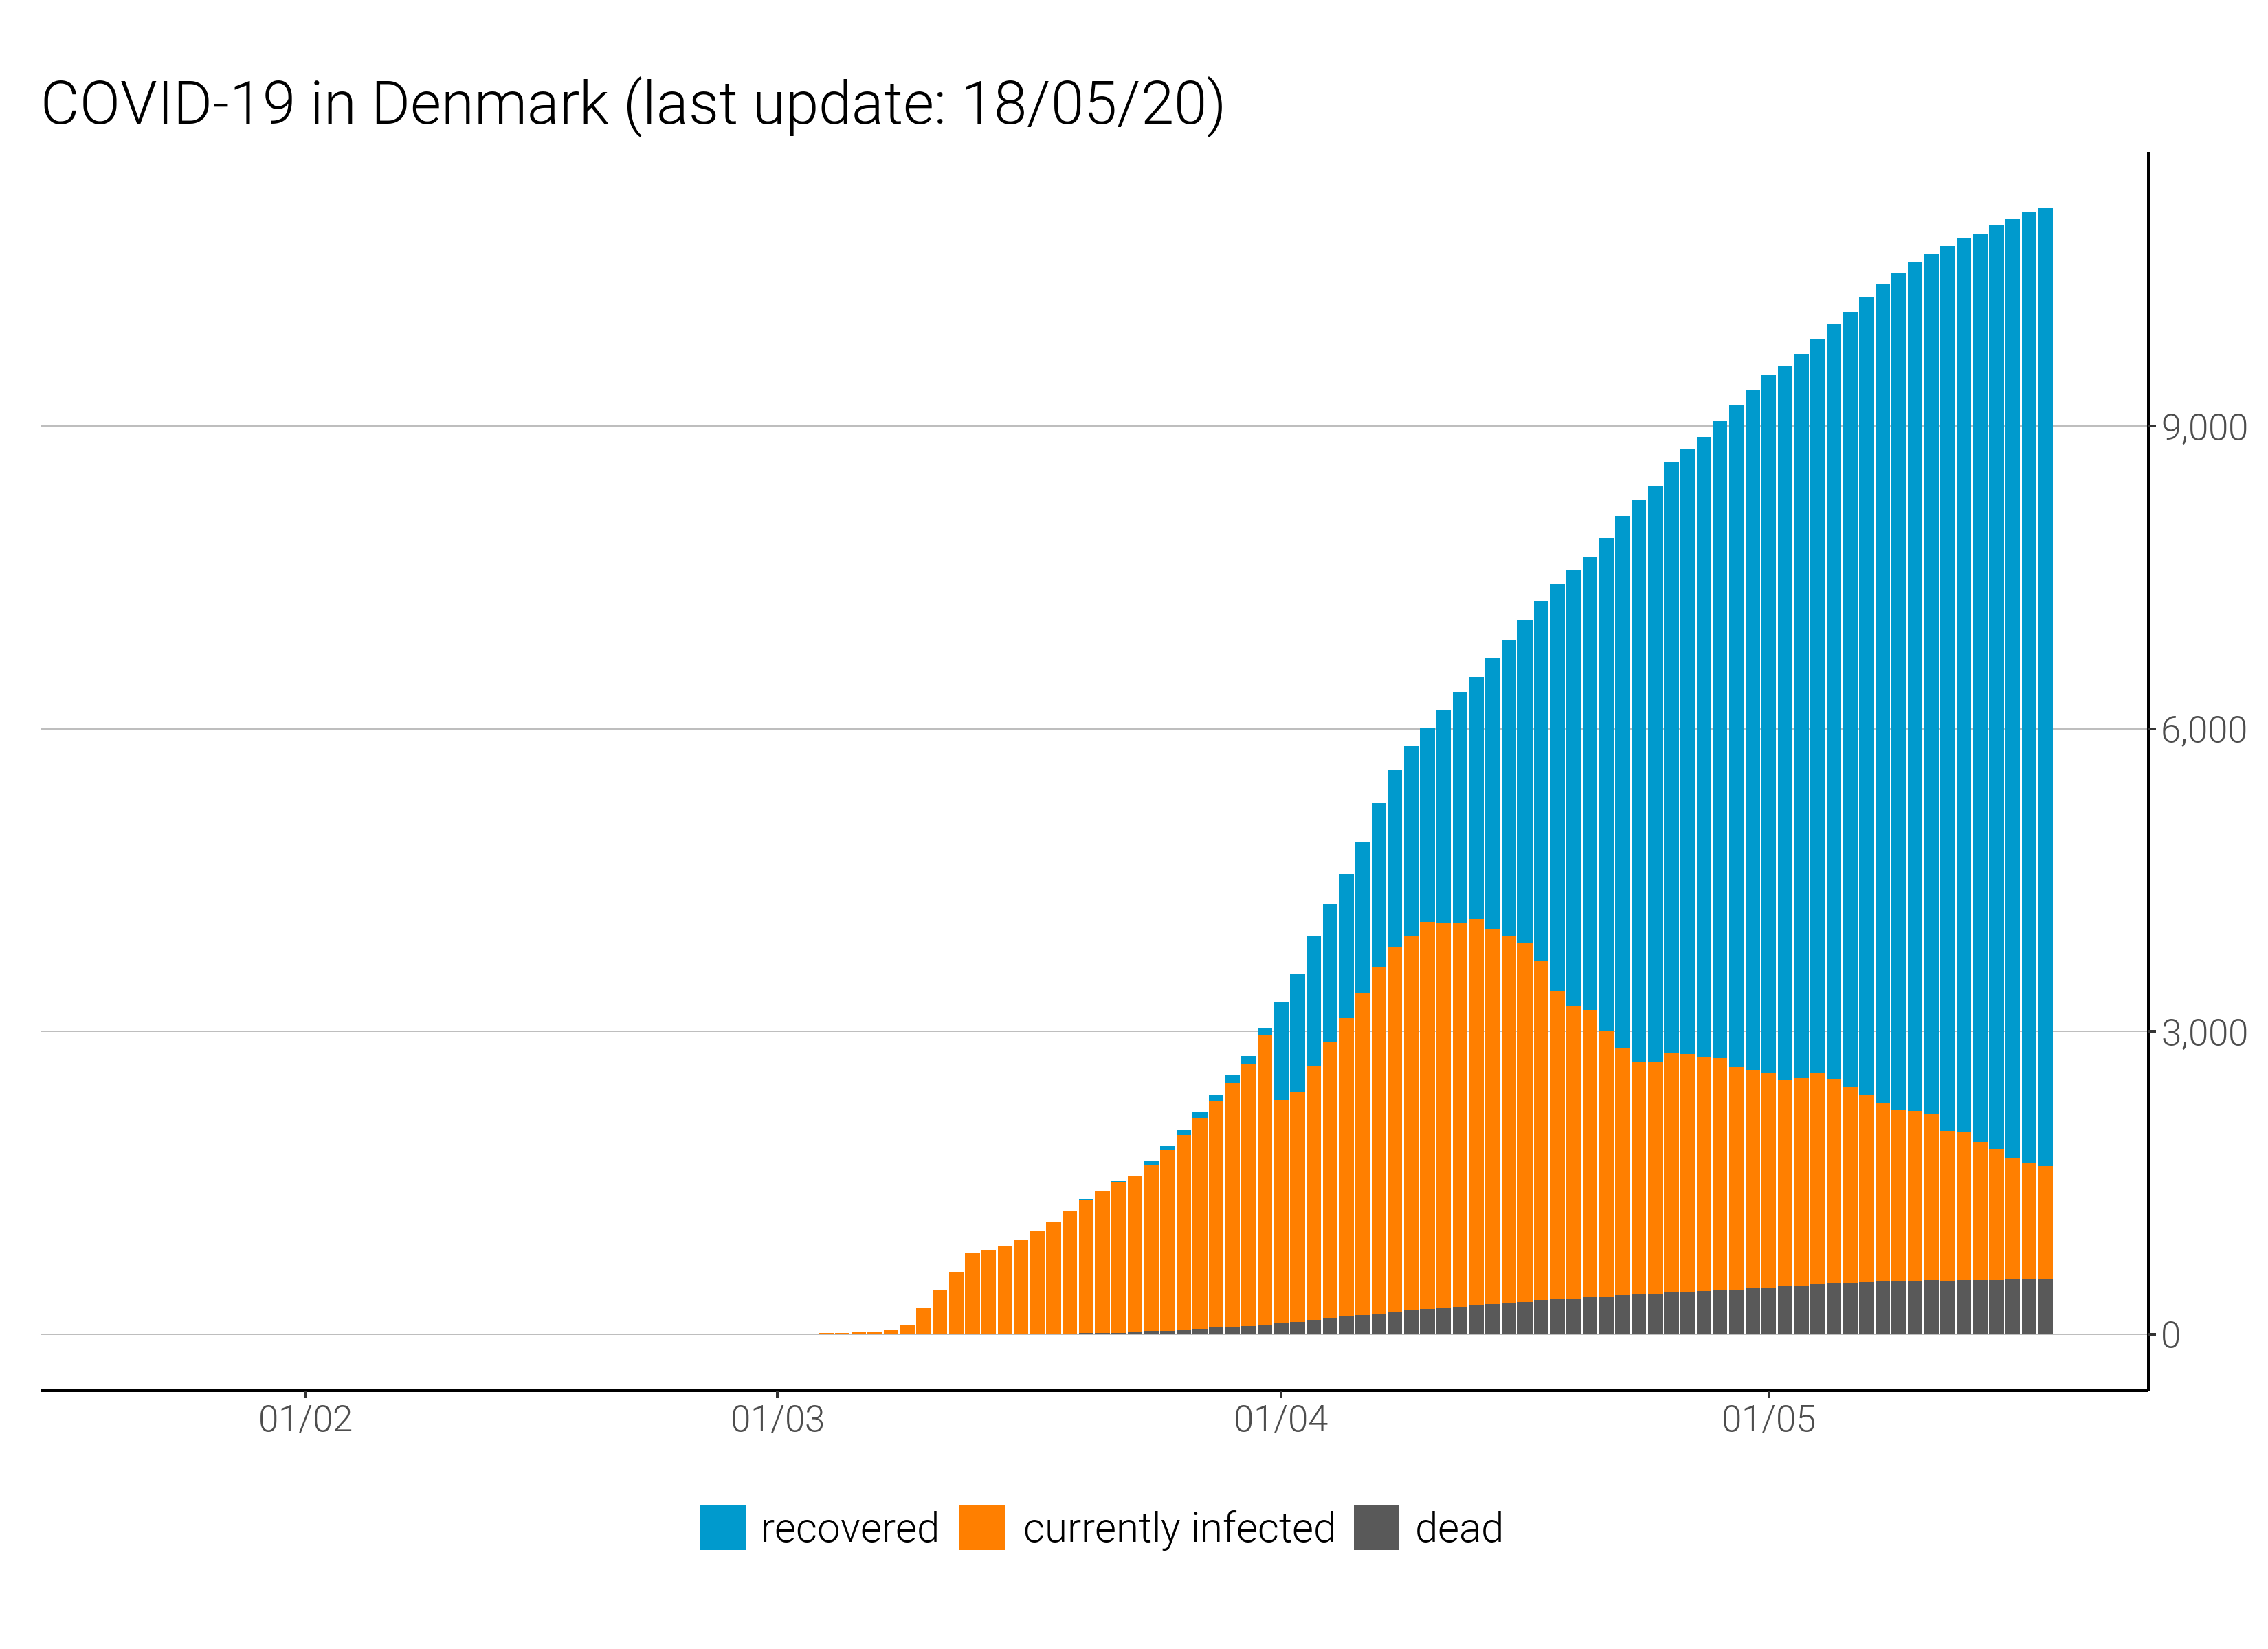 COVID-19 in Denmark (last update: 18/05/20)
9,000
6,000
3,000
0
01/02 01/03 01/04 01/05
recovered currently infected dead